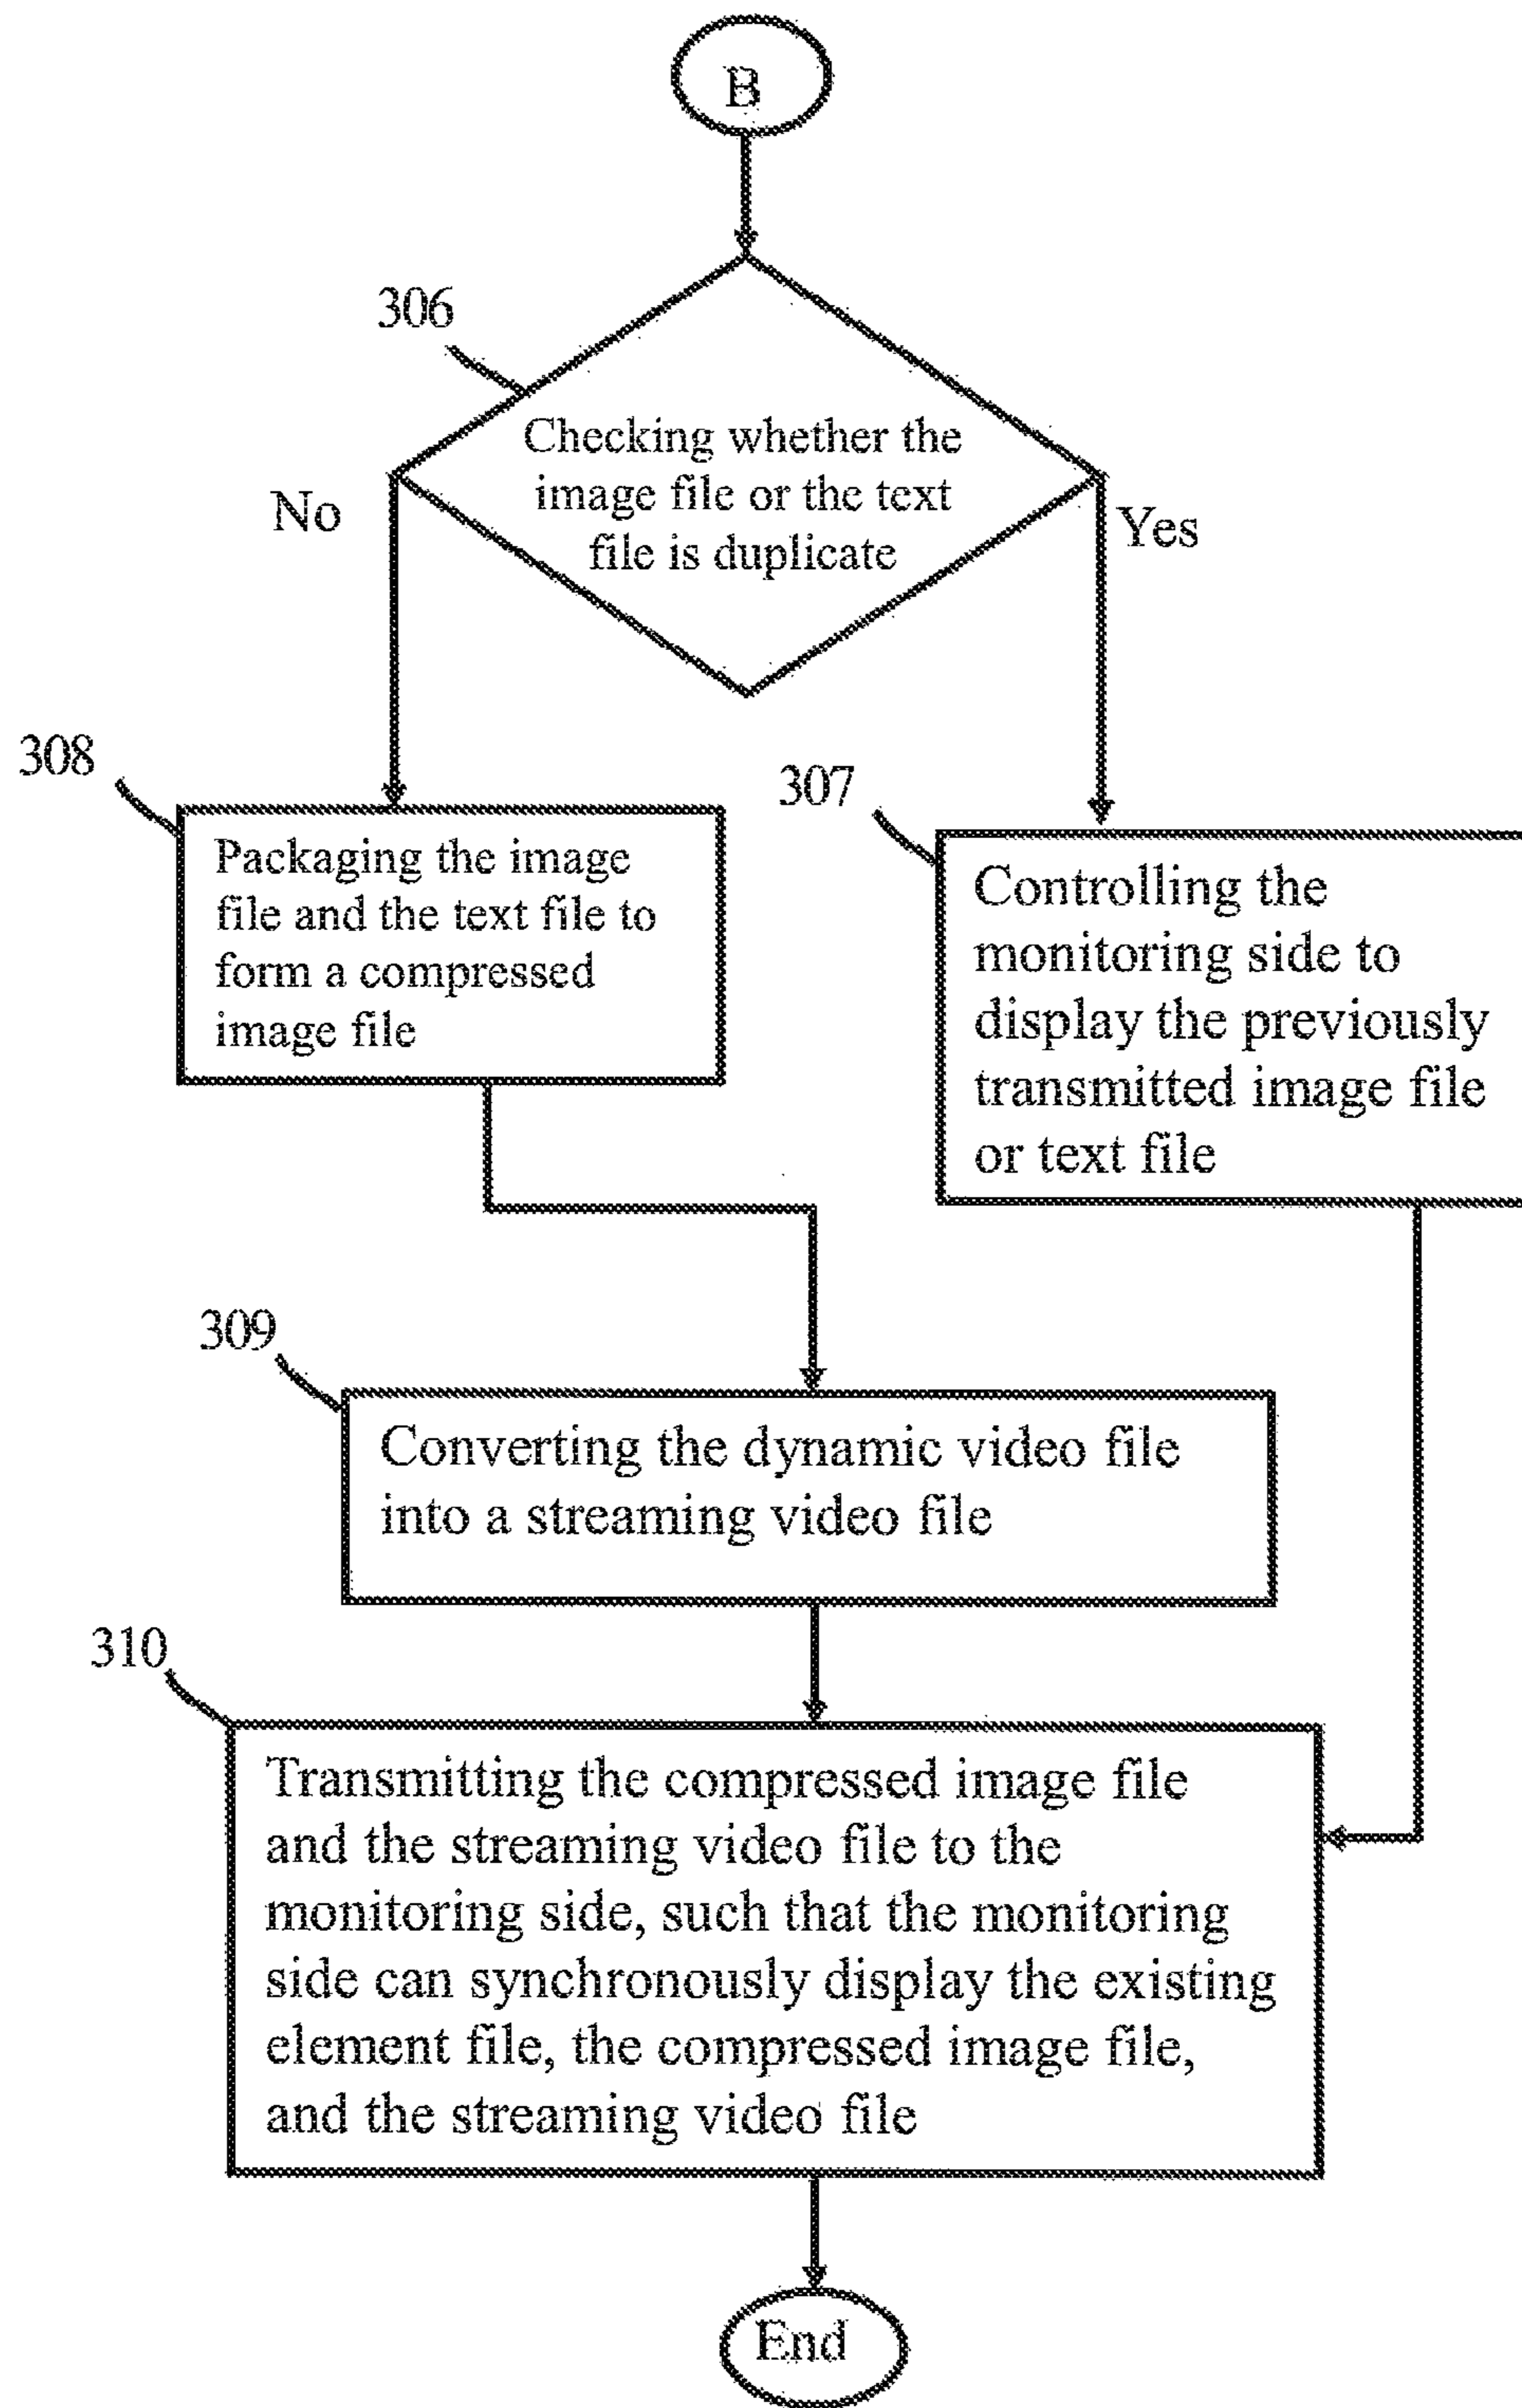 B
306
Checking whether the
image file or the text
file is duplicate
No
Yes
308
Packaging the image
file and the text file to
form a compressed
image file
307
Controlling the
monitoring side to
display the previously
transmitted image file
or text file
309
Converting the dynamic video file
into a streaming video file
310
Transmitting the compressed image file
and the streaming video file to the
monitoring side, such that the monitoring
side can synchronously display the existing
element file, the compressed image file,
and the streaming video file
End